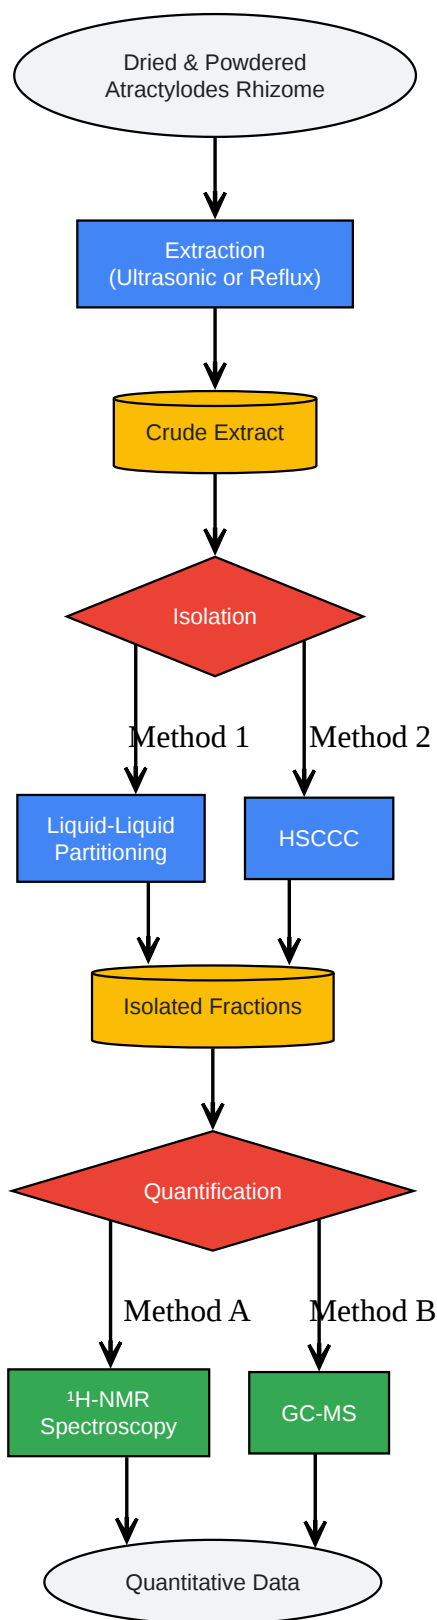 Dried & Powdered
Atractylodes Rhizome
Extraction
(Ultrasonic or Reflux)
Crude Extract
Isolation
Method 1
Method 2
Liquid-Liquid
Partitioning
HSCCC
Isolated Fractions
Quantification
Method A
Method B
¹H-NMR
Spectroscopy
GC-MS
Quantitative Data